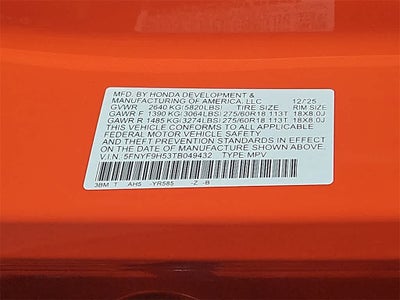 MFD. BY HONDA DEVELOPMENT &
MANUFACTURING OF AMERICA, LLC 12/25
GVWR 2640 KG(5820LBS) TIRE SIZE RIM SIZE
GAWR F 1390 KG(3064LBS) 275/60R18 113T 18X8.0J
GAWR R 1485 KG(3274LBS) 275/60R18 113T 18X8.0J
THIS VEHICLE CONFORMS TO ALL APPLICABLE
FEDERAL MOTOR VEHICLE SAFETY
AND THEFT PREVENTION STANDARDS IN EFFECT
ON THE DATE OF MANUFACTURE SHOWN ABOVE.
V.I.N. 5FNYF9H53TB049432 TYPE: MPV
3BM T AH5 -YR585 -Z -B